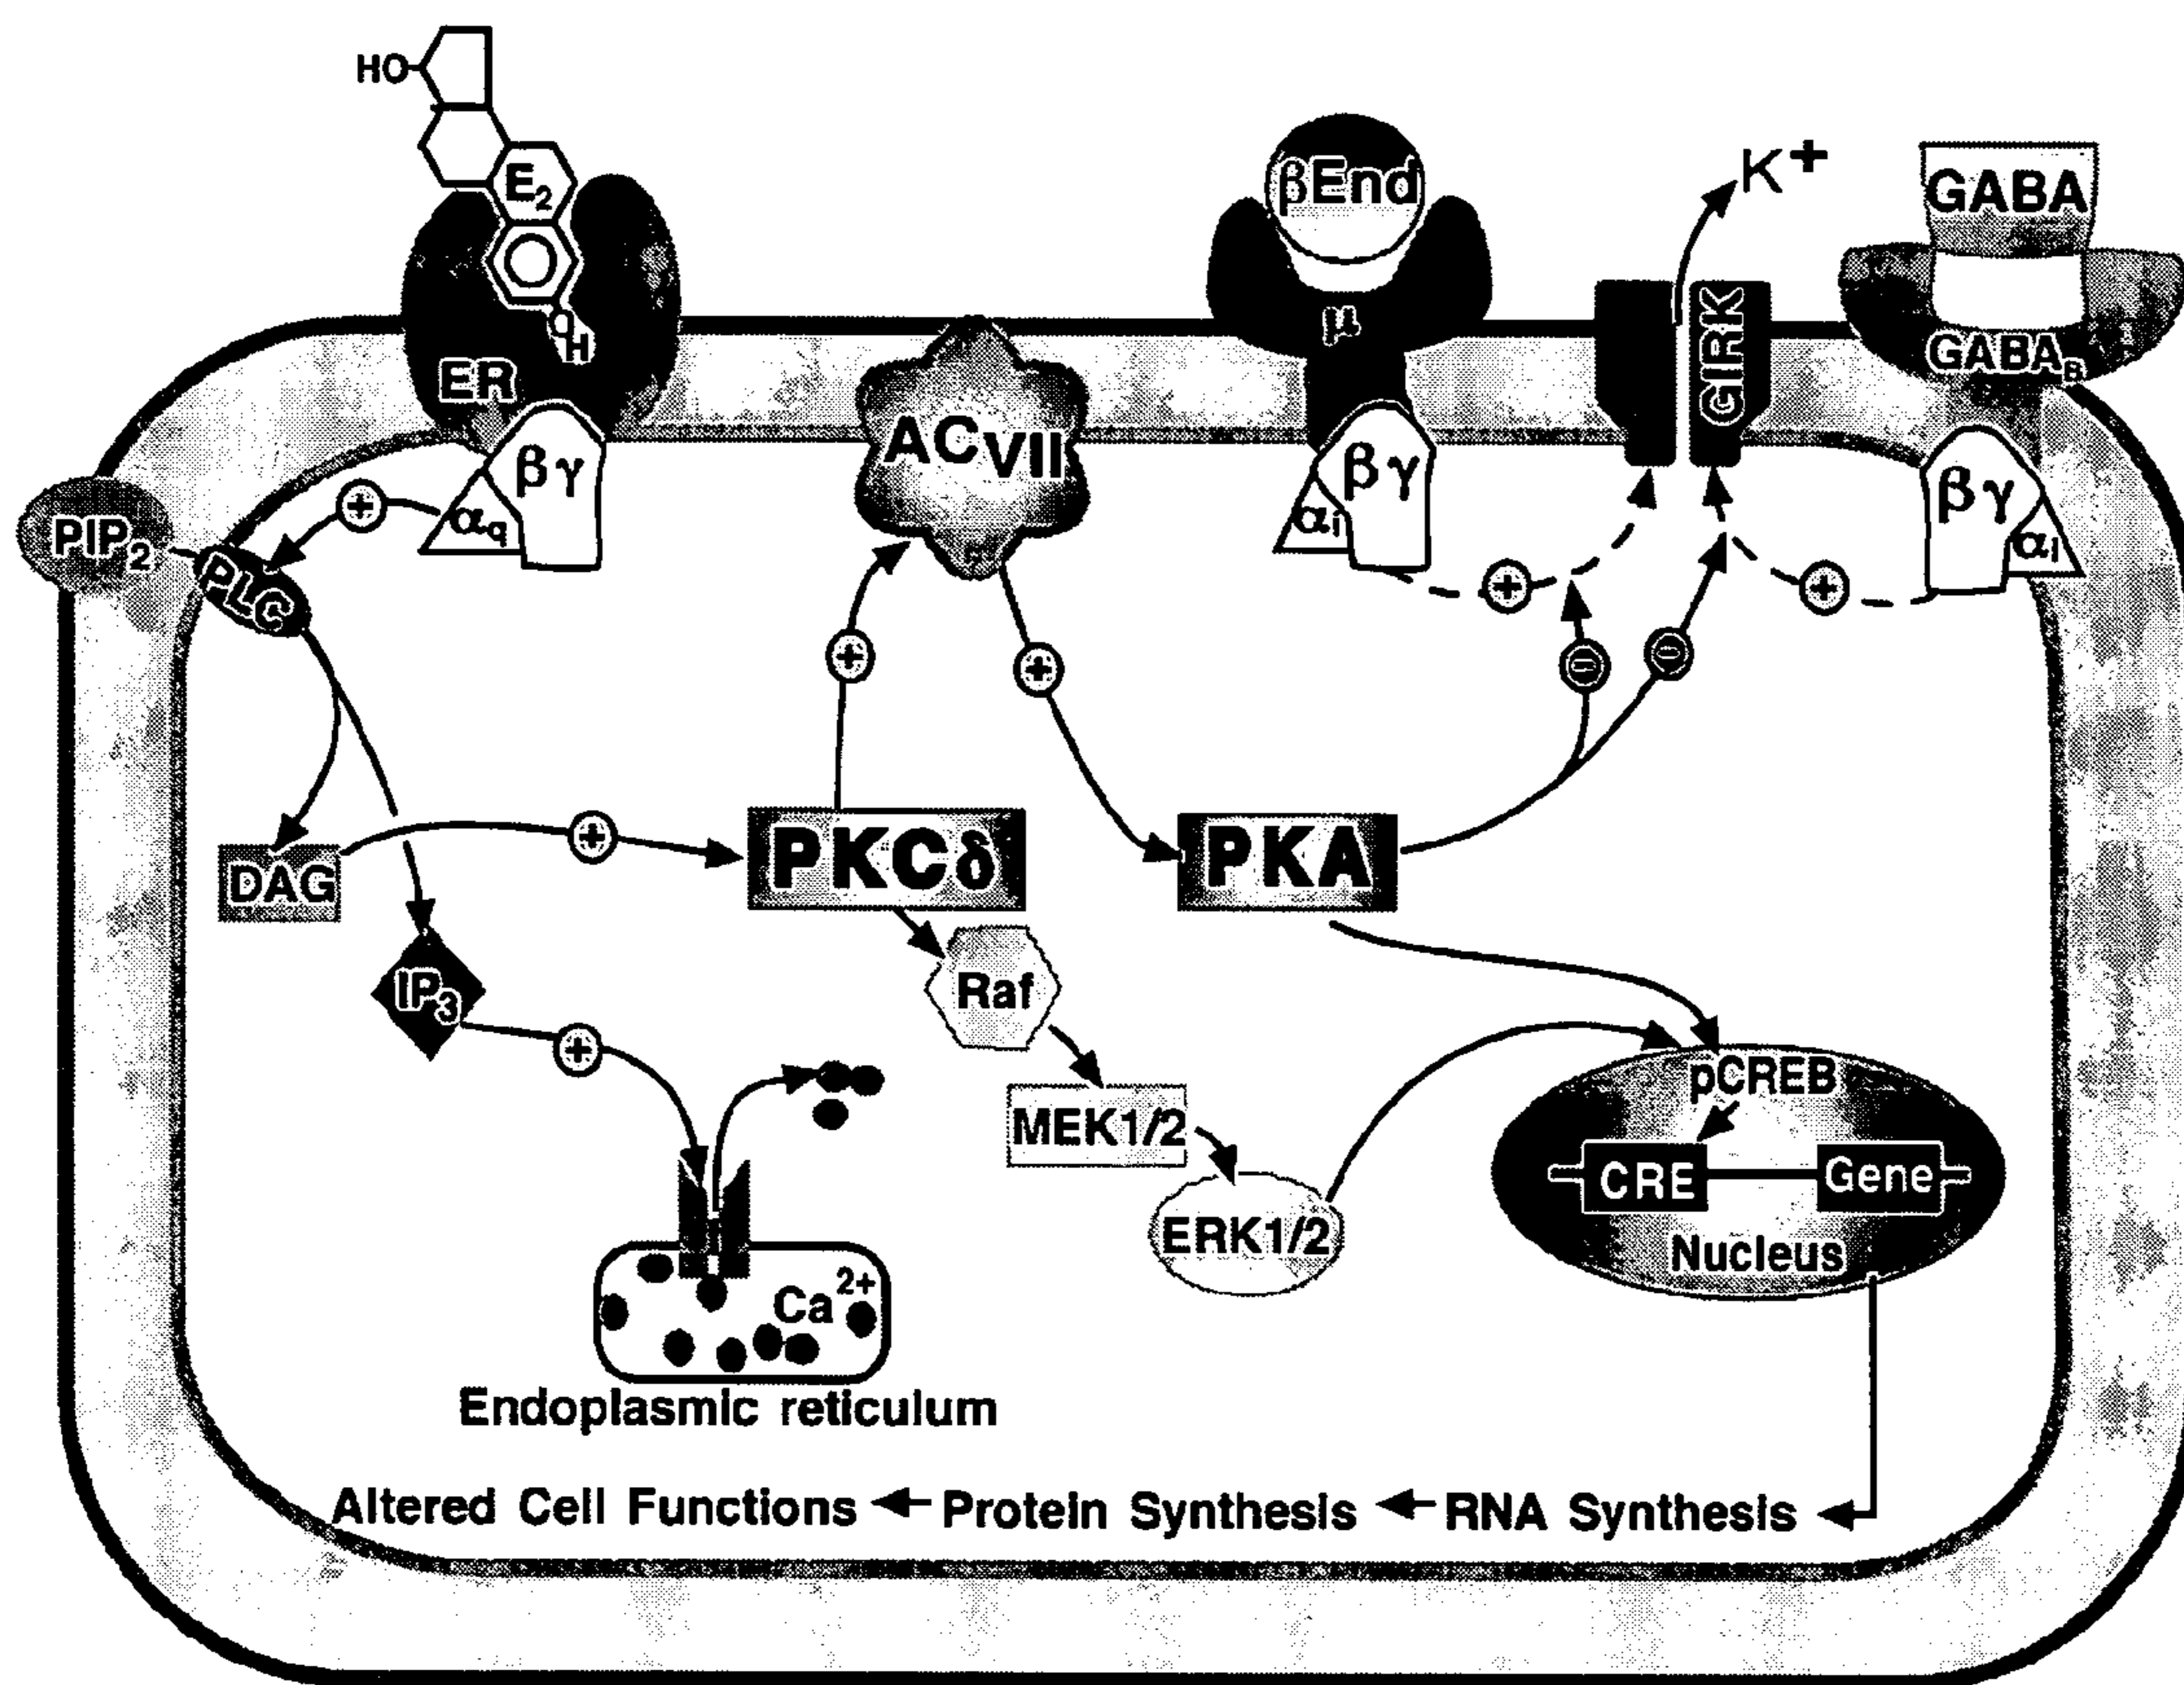 HO
E2
OH
ER
βγ
αq
PIP2
PLC
ACVII
βEnd
μ
βγ
αi
K+
GIRK
GABA
GABAB
βγ
αi
+
+
+
+
+
−
−
DAG
+
PKCδ
PKA
IP3
+
Raf
MEK1/2
ERK1/2
pCREB
CRE
Gene
Nucleus
Ca2+
Endoplasmic reticulum
Altered Cell Functions
Protein Synthesis
RNA Synthesis